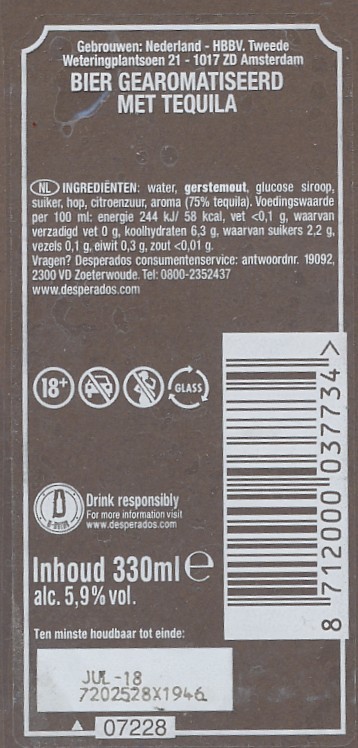 Gebrouwen: Nederland - HBBV. Tweede
Weteringplantsoen 21 - 1017 ZD Amsterdam
BIER GEAROMATISEERD
MET TEQUILA
NL INGREDIËNTEN: water, gerstemout, glucose siroop,
suiker, hop, citroenzuur, aroma (75% tequila). Voedingswaarde
per 100 ml: energie 244 kJ/ 58 kcal, vet <0,1 g, waarvan
verzadigd vet 0 g, koolhydraten 6,3 g, waarvan suikers 2,2 g,
vezels 0,1 g, eiwit 0,3 g, zout <0,01 g.
Vragen? Desperados consumentenservice: antwoordnr. 19092,
2300 VD Zoeterwoude. Tel: 0800-2352437
www.desperados.com
18+
GLASS
Drink responsibly
For more information visit
www.desperados.com
Inhoud 330ml e
alc. 5,9% vol.
Ten minste houdbaar tot einde:
JUL-18
7202528X1946
07228
8 712000 037734 >